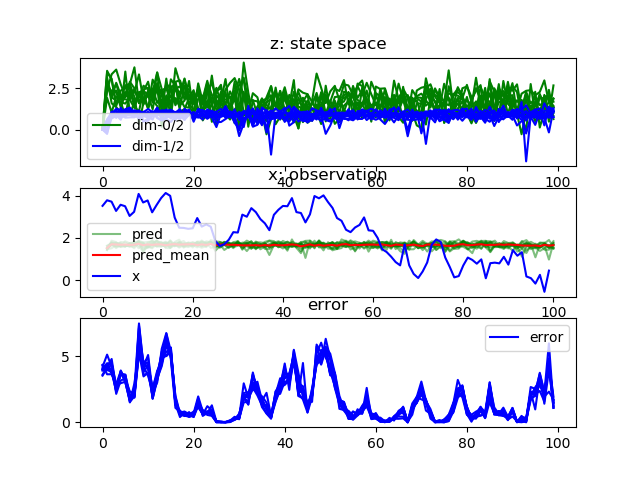 z: state space
2.5
0.0
dim-0/2
dim-1/2
0 20 40 60 80 100
x: observation
4
2
0
pred
pred_mean
x
0 20 40 60 80 100
error
5
0
error
0 20 40 60 80 100